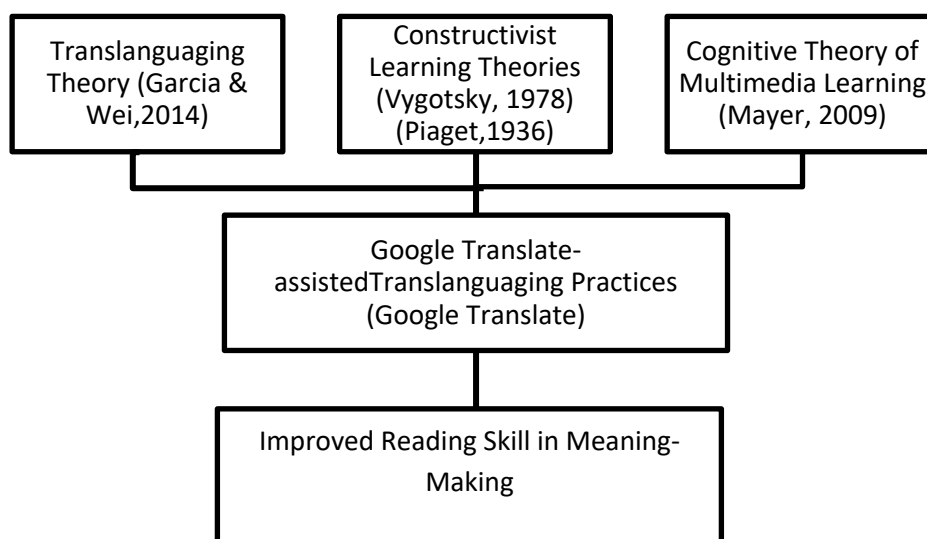 Translanguaging
Theory (Garcia &
Wei,2014)
Constructivist
Learning Theories
(Vygotsky, 1978)
(Piaget,1936)
Cognitive Theory of
Multimedia Learning
(Mayer, 2009)
Google Translate-
assistedTranslanguaging Practices
(Google Translate)
Improved Reading Skill in Meaning-
Making